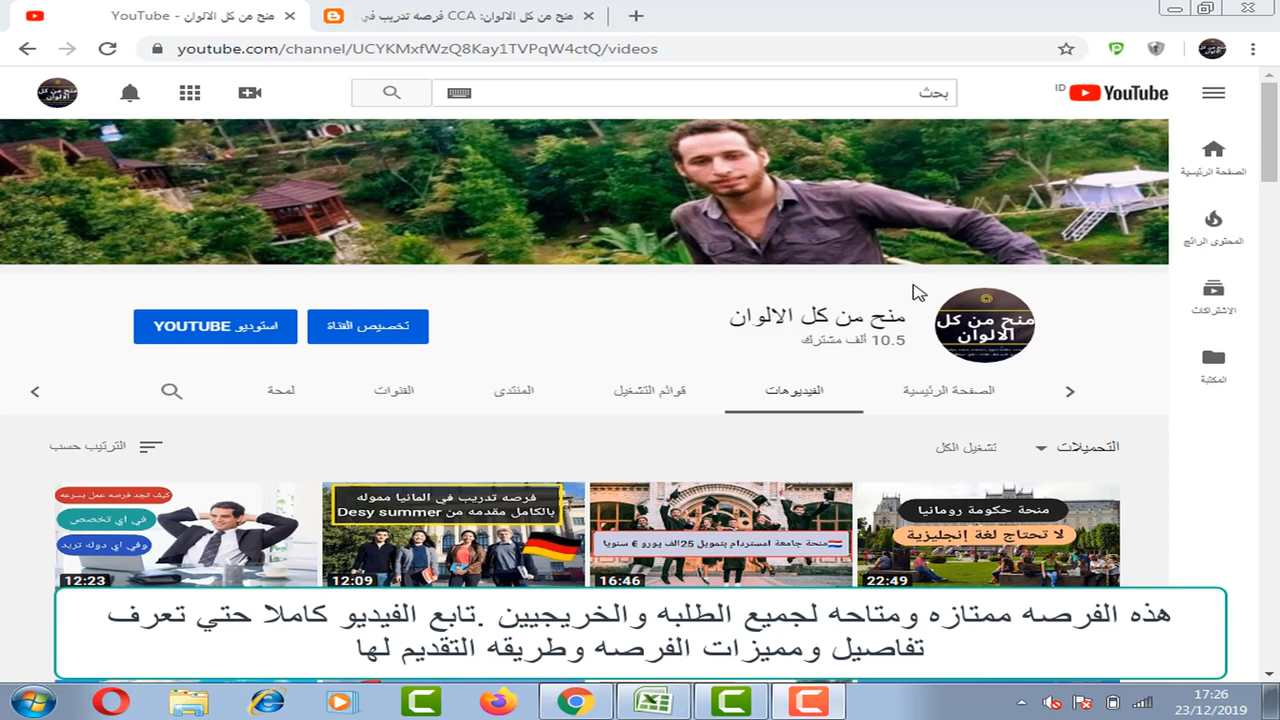 منح من كل الالوان - YouTube
منح من كل الالوان: CCA فرصه تدريب في
youtube.com/channel/UCYKMxfWzQ8Kay1TVPqW4ctQ/videos
بحث
YouTube ID
الصفحة الرئيسية
المحتوى الرائج
الاشتراكات
المكتبة
منح من كل الالوان
10.5 ألف مشترك
تخصيص القناة
استوديو YOUTUBE
منح من كل
الالوان
الصفحة الرئيسية
الفيديوهات
قوائم التشغيل
المنتدى
القنوات
لمحة
التحميلات
تشغيل الكل
الترتيب حسب
منحة حكومة رومانيا
لا تحتاج لغة إنجليزية
22:49
منحة جامعة امستردام بتمويل 25الف يورو € سنويا
16:46
فرصه تدريب في المانيا مموله
بالكامل مقدمه من Desy summer
12:09
كيف تجد فرصه عمل بسرعه
في اي تخصص
وفي اي دوله تريد
12:23
هذه الفرصه ممتازه ومتاحه لجميع الطلبه والخريجيين .تابع الفيديو كاملا حتي تعرف
تفاصيل ومميزات الفرصه وطريقه التقديم لها
17:26
23/12/2019